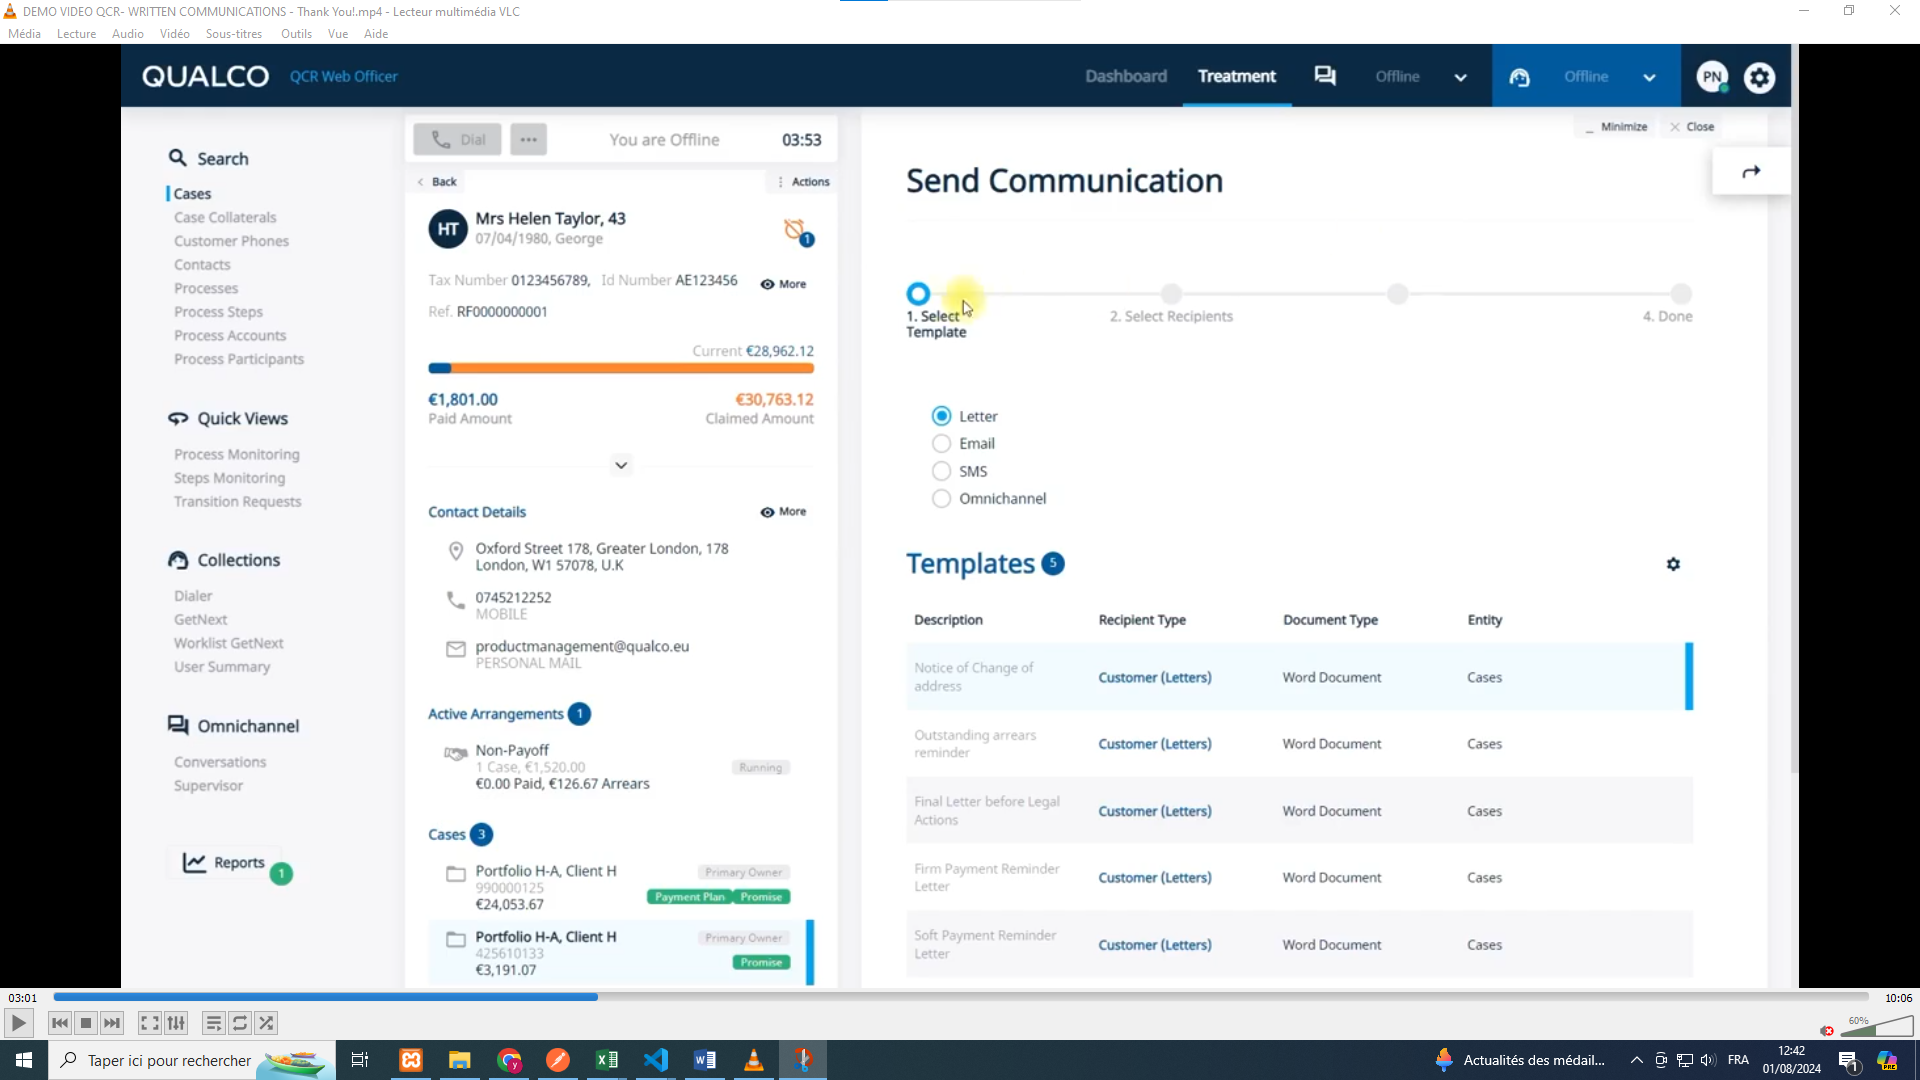 DEMO VIDEO QCR- WRITTEN COMMUNICATIONS - Thank You!.mp4 - Lecteur multimédia VLC
Média Lecture Audio Vidéo Sous-titres Outils Vue Aide
QUALCO QCR Web Officer
Dashboard Treatment Offline Offline PN
Search
Cases
Case Collaterals
Customer Phones
Contacts
Processes
Process Steps
Process Accounts
Process Participants
Quick Views
Process Monitoring
Steps Monitoring
Transition Requests
Collections
Dialer
GetNext
Worklist GetNext
User Summary
Omnichannel
Conversations
Supervisor
Reports 1
Dial ... You are Offline 03:53
Back Actions
HT Mrs Helen Taylor, 43
07/04/1980, George
1
Tax Number 0123456789, Id Number AE123456 More
Ref. RF0000000001
Current €28,962.12
€1,801.00 €30,763.12
Paid Amount Claimed Amount
Contact Details More
Oxford Street 178, Greater London, 178
London, W1 57078, U.K
0745212252
MOBILE
productmanagement@qualco.eu
PERSONAL MAIL
Active Arrangements 1
Non-Payoff
1 Case, €1,520.00 Running
€0.00 Paid, €126.67 Arrears
Cases 3
Portfolio H-A, Client H Primary Owner
990000125
€24,053.67 Payment Plan Promise
Portfolio H-A, Client H Primary Owner
425610133
€3,191.07 Promise
Minimize Close
Send Communication
1. Select
Template
2. Select Recipients
4. Done
Letter
Email
SMS
Omnichannel
Templates 5
Description Recipient Type Document Type Entity
Notice of Change of
address
Customer (Letters) Word Document Cases
Outstanding arrears
reminder
Customer (Letters) Word Document Cases
Final Letter before Legal
Actions
Customer (Letters) Word Document Cases
Firm Payment Reminder
Letter
Customer (Letters) Word Document Cases
Soft Payment Reminder
Letter
Customer (Letters) Word Document Cases
03:01 10:06
60%
Taper ici pour rechercher
Actualités des médail... FRA
12:42
01/08/2024
1
PRE